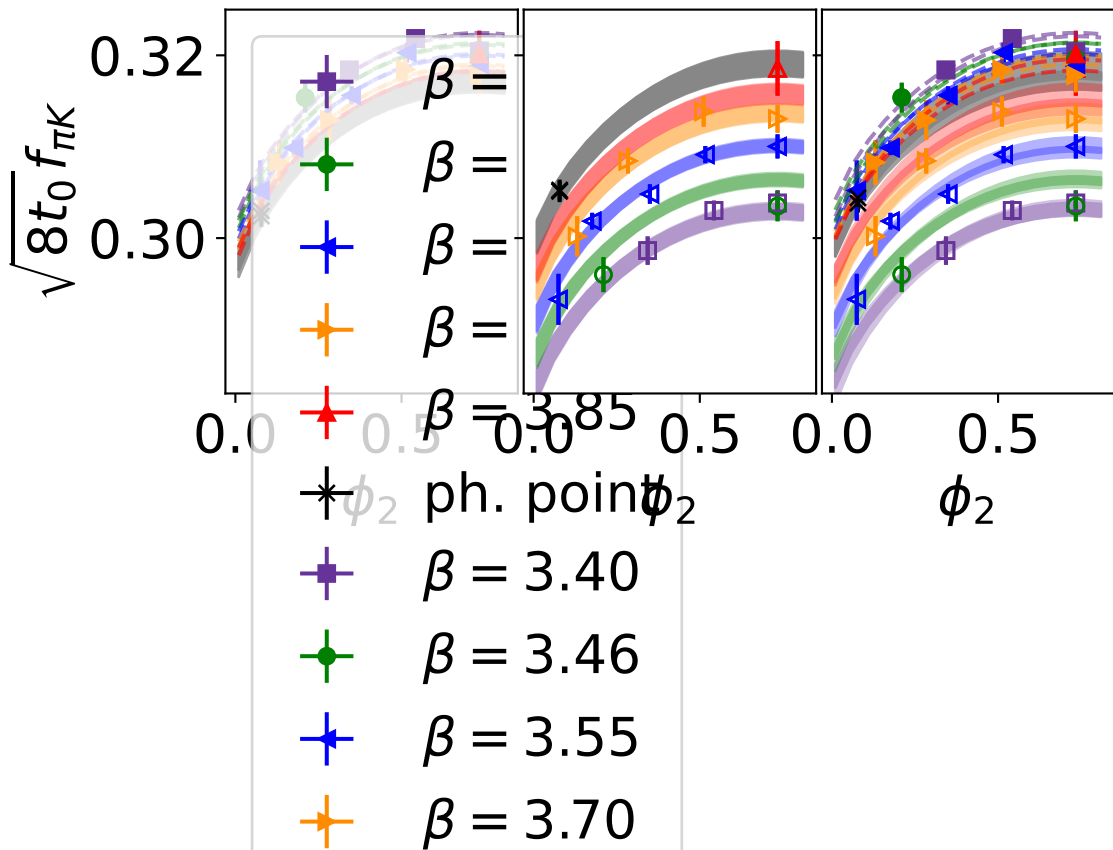 0.32
0.30
√8t₀ f_πK
β =
β =
β =
β =
β = 3.85
ph. point
β = 3.40
β = 3.46
β = 3.55
β = 3.70
0.0 0.5 0.0 0.5 0.0 0.5
ϕ₂ ϕ₂ ϕ₂